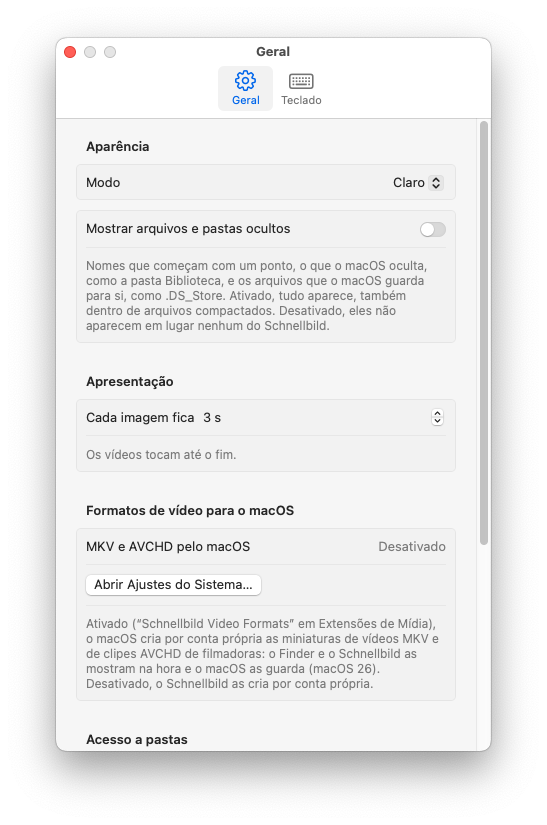 Geral
Geral
Teclado
Aparência
Modo
Claro
Mostrar arquivos e pastas ocultos
Nomes que começam com um ponto, o que o macOS oculta,
como a pasta Biblioteca, e os arquivos que o macOS guarda
para si, como .DS_Store. Ativado, tudo aparece, também
dentro de arquivos compactados. Desativado, eles não
aparecem em lugar nenhum do Schnellbild.
Apresentação
Cada imagem fica 3 s
Os vídeos tocam até o fim.
Formatos de vídeo para o macOS
MKV e AVCHD pelo macOS
Desativado
Abrir Ajustes do Sistema...
Ativado (“Schnellbild Video Formats” em Extensões de Mídia),
o macOS cria por conta própria as miniaturas de vídeos MKV e
de clipes AVCHD de filmadoras: o Finder e o Schnellbild as
mostram na hora e o macOS as guarda (macOS 26).
Desativado, o Schnellbild as cria por conta própria.
Acesso a pastas